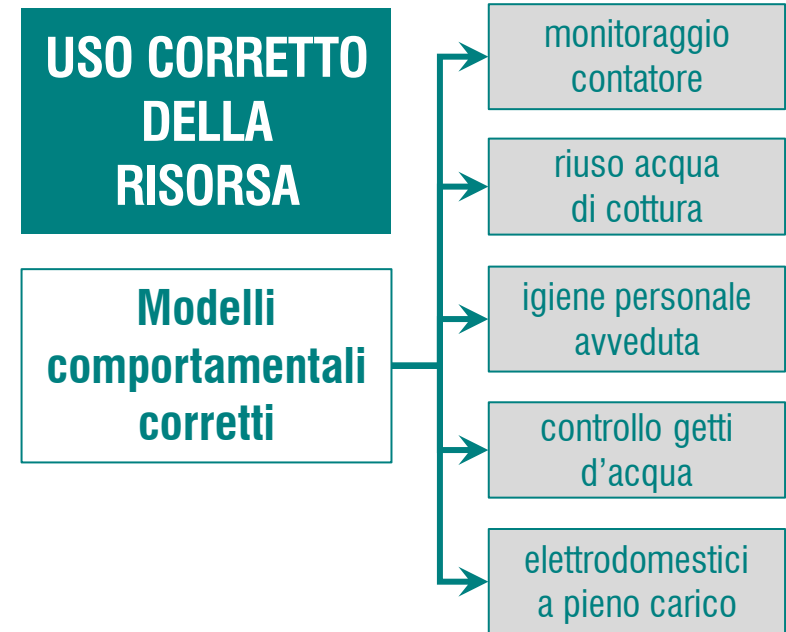 USO CORRETTO
DELLA
RISORSA
Modelli
comportamentali
corretti
monitoraggio
contatore
riuso acqua
di cottura
igiene personale
avveduta
controllo getti
d’acqua
elettrodomestici
a pieno carico